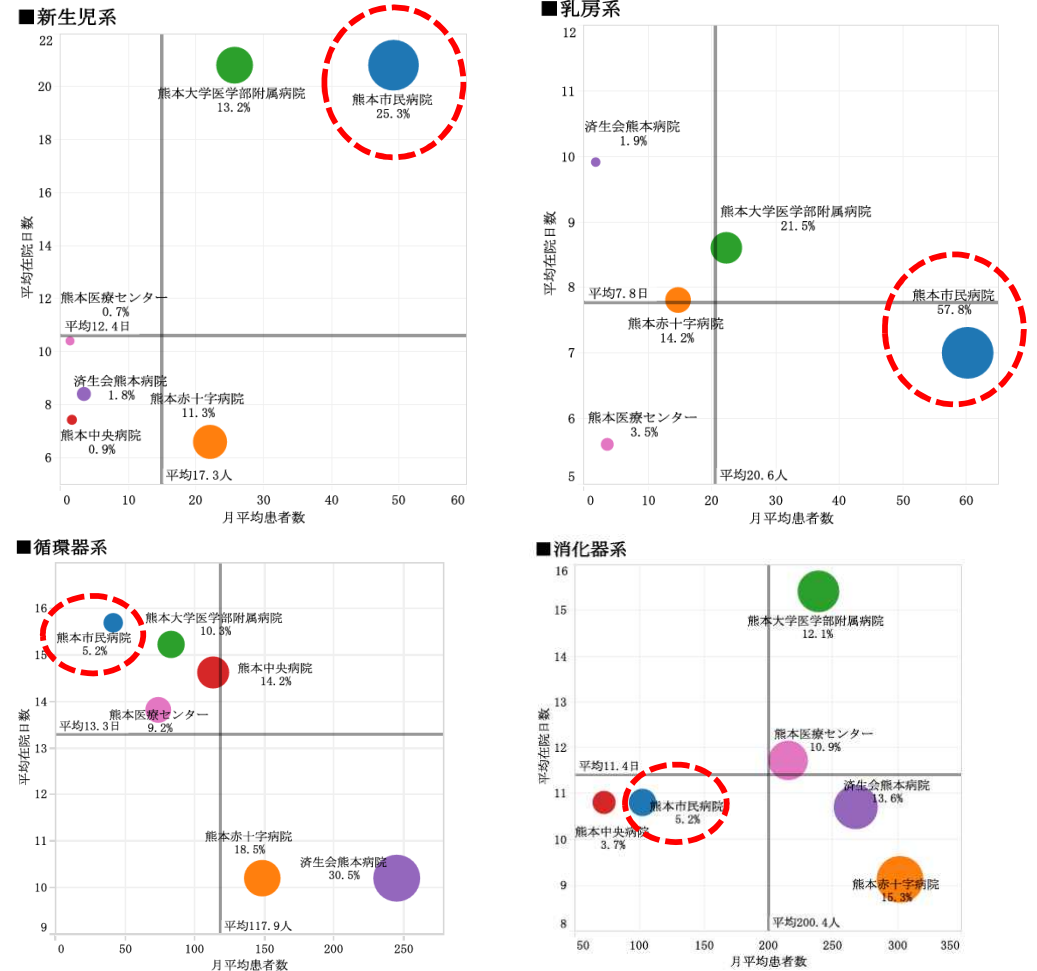 ■新生児系
22
20
18
16
14
12
10
8
6
平均在院日数
熊本大学医学部附属病院
13.2%
熊本市民病院
25.3%
熊本医療センター
0.7%
平均12.4日
済生会熊本病院
1.8%
熊本赤十字病院
11.3%
熊本中央病院
0.9%
平均17.3人
0 10 20 30 40 50 60
月平均患者数
■乳房系
12
11
10
9
8
7
6
5
平均在院日数
済生会熊本病院
1.9%
熊本大学医学部附属病院
21.5%
平均7.8日
熊本市民病院
57.8%
熊本赤十字病院
14.2%
熊本医療センター
3.5%
平均20.6人
0 10 20 30 40 50 60
月平均患者数
■循環器系
16
15
14
13
12
11
10
9
平均在院日数
熊本大学医学部附属病院
10.3%
熊本市民病院
5.2%
熊本中央病院
14.2%
熊本医療センター
9.2%
平均13.3日
熊本赤十字病院
18.5%
済生会熊本病院
30.5%
平均117.9人
0 50 100 150 200 250
月平均患者数
■消化器系
16
15
14
13
12
11
10
9
8
平均在院日数
熊本大学医学部附属病院
12.1%
熊本医療センター
10.9%
平均11.4日
済生会熊本病院
13.6%
熊本市民病院
5.2%
熊本中央病院
3.7%
熊本赤十字病院
15.3%
平均200.4人
50 100 150 200 250 300 350
月平均患者数